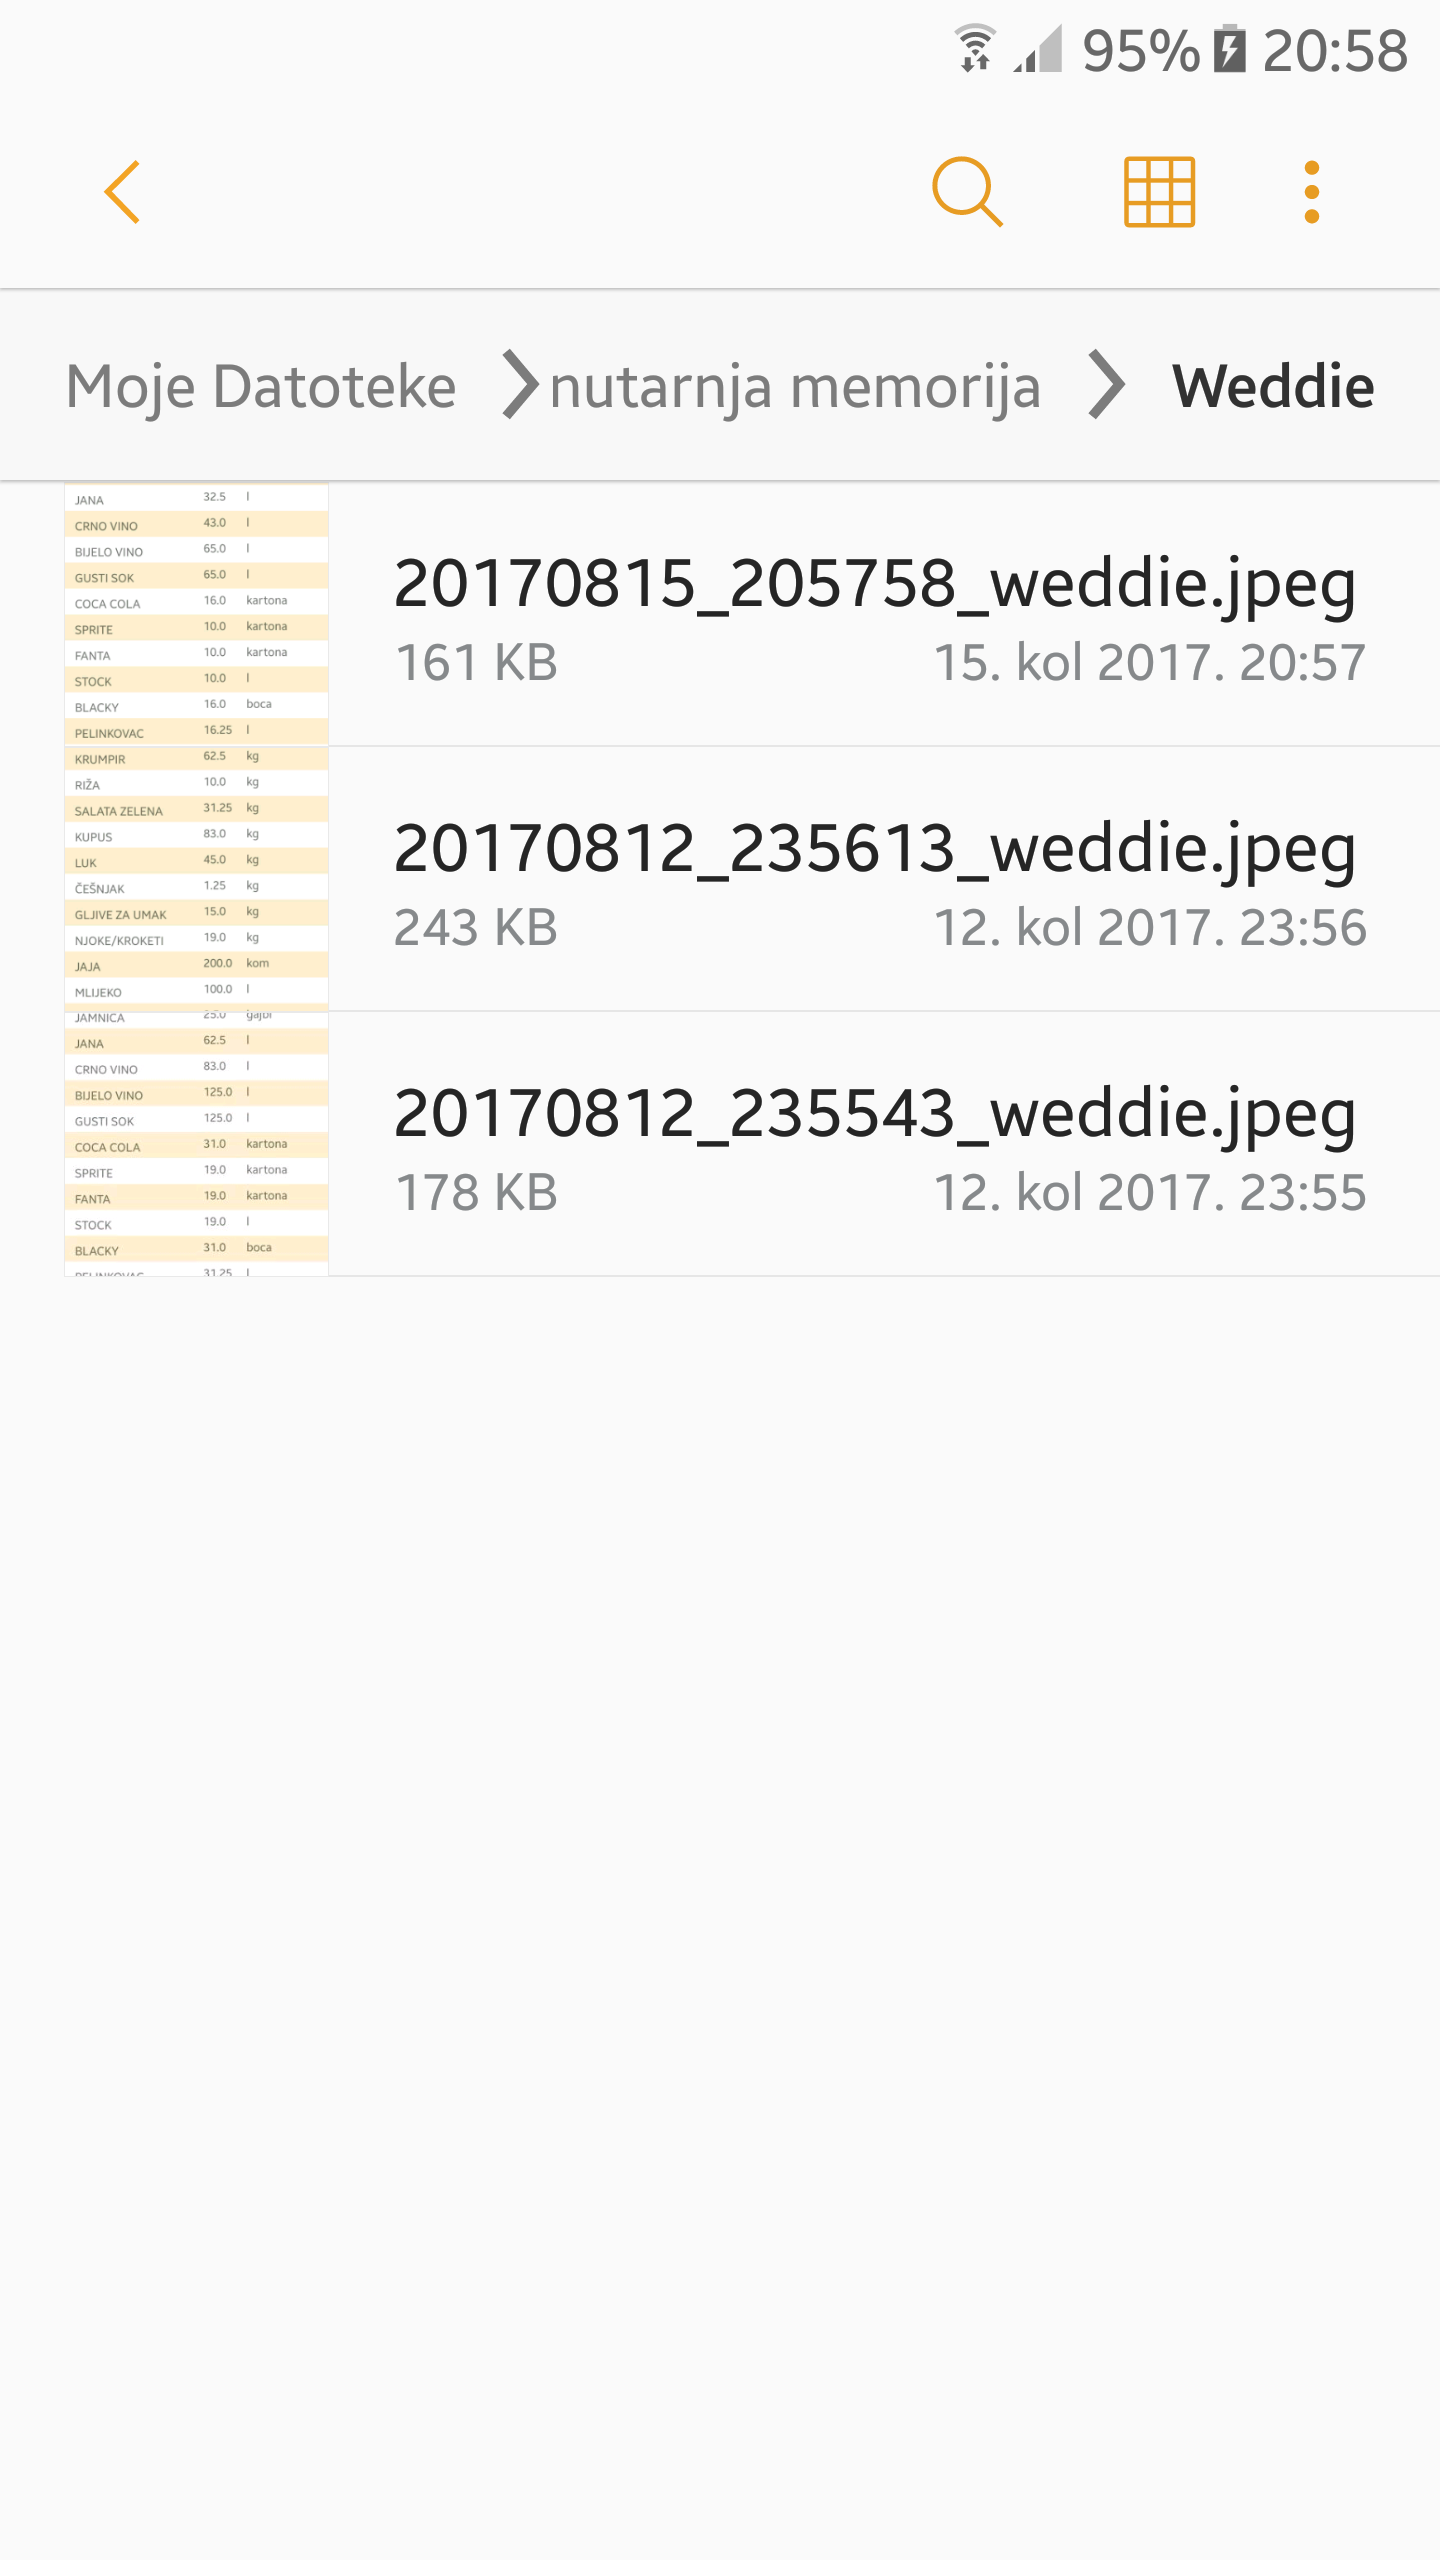 95% 20:58
Moje Datoteke nutarnja memorija Weddie
JANA 32.5 l
CRNO VINO 43.0 l
BIJELO VINO 65.0 l
GUSTI SOK 65.0 l
COCA COLA 16.0 kartona
SPRITE 10.0 kartona
FANTA 10.0 kartona
STOCK 10.0 l
BLACKY 16.0 boca
PELINKOVAC 16.25 l
20170815_205758_weddie.jpeg
161 KB 15. kol 2017. 20:57
KRUMPIR 62.5 kg
RIŽA 10.0 kg
SALATA ZELENA 31.25 kg
KUPUS 83.0 kg
LUK 45.0 kg
ČEŠNJAK 1.25 kg
GLJIVE ZA UMAK 15.0 kg
NJOKE/KROKETI 19.0 kg
JAJA 200.0 kom
MLIJEKO 100.0 l
20170812_235613_weddie.jpeg
243 KB 12. kol 2017. 23:56
JAMNICA 25.0 gajbi
JANA 62.5 l
CRNO VINO 83.0 l
BIJELO VINO 125.0 l
GUSTI SOK 125.0 l
COCA COLA 31.0 kartona
SPRITE 19.0 kartona
FANTA 19.0 kartona
STOCK 19.0 l
BLACKY 31.0 boca
PELINKOVAC 31.25 l
20170812_235543_weddie.jpeg
178 KB 12. kol 2017. 23:55